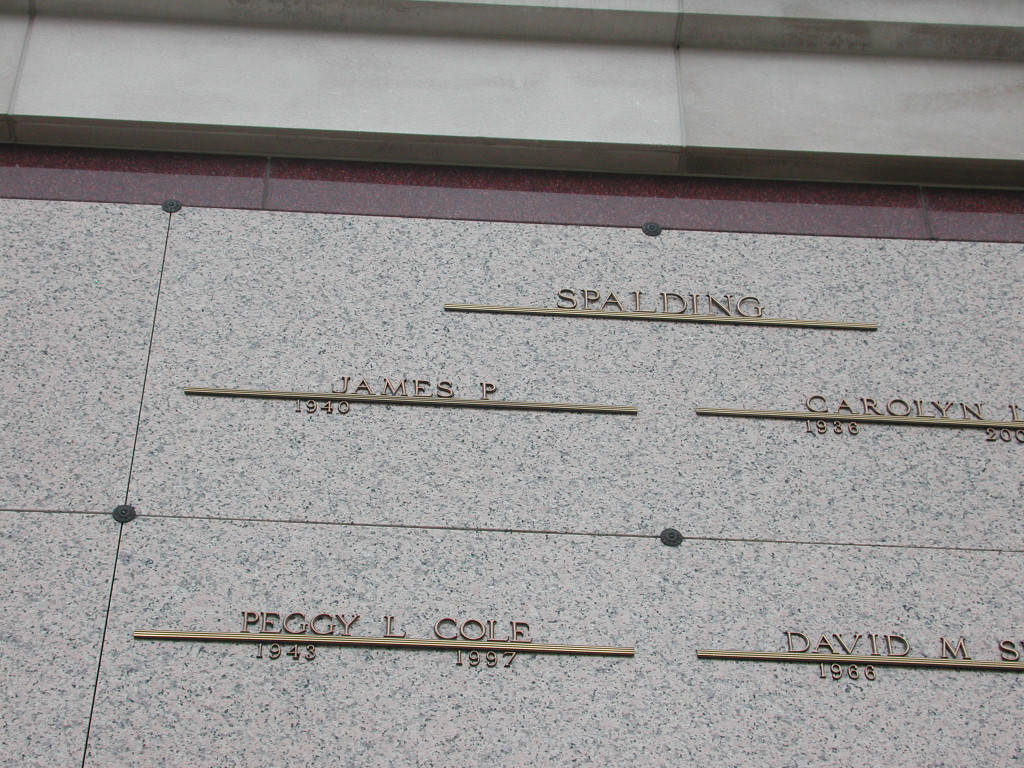 SPALDING
JAMES P
1940
CAROLYN
1936
PEGGY L COLE
1943 1997
DAVID M
1966